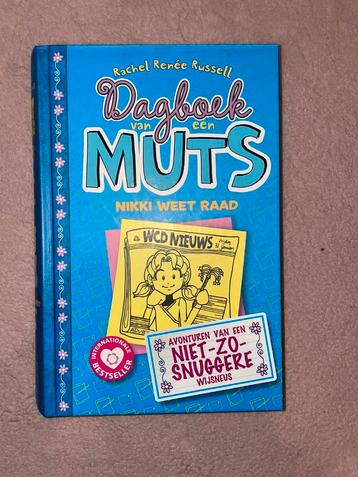 Rachel Renée Russell
Dagboek
van een
MUTS
NIKKI WEET RAAD
WCD NIEUWS
AVONTUREN VAN EEN
NIET-ZO-
SNUGGERE
WIJSNEUS
INTERNATIONALE
BESTSELLER